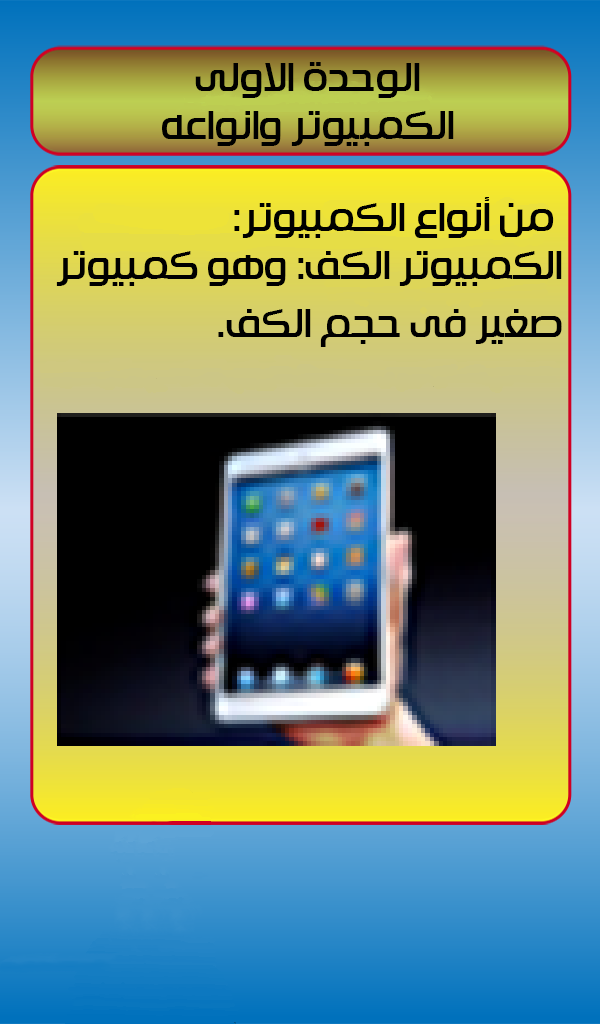 الوحدة الاولى
الكمبيوتر وانواعه
من أنواع الكمبيوتر:
الكمبيوتر الكف: وهو كمبيوتر
صغير فى حجم الكف.